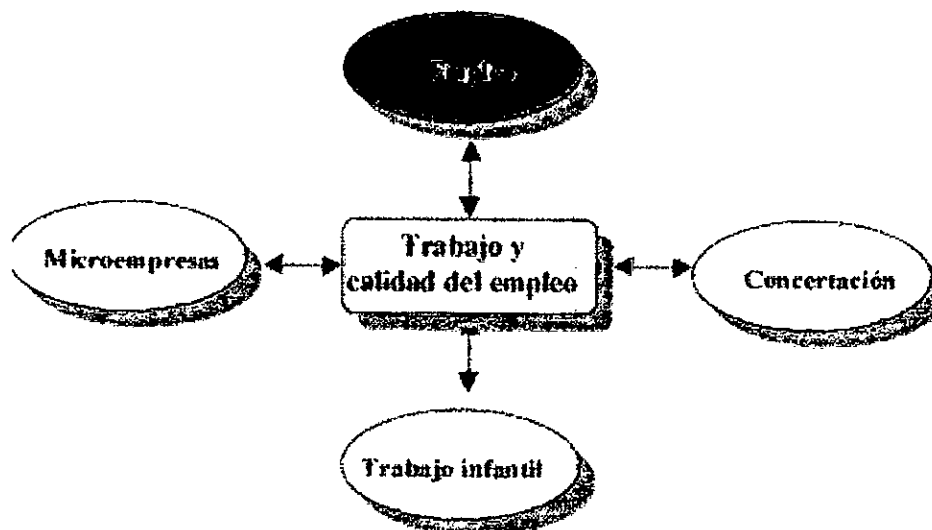 Microempresas
Trabajo y
calidad del empleo
Concertación
Trabajo infantil